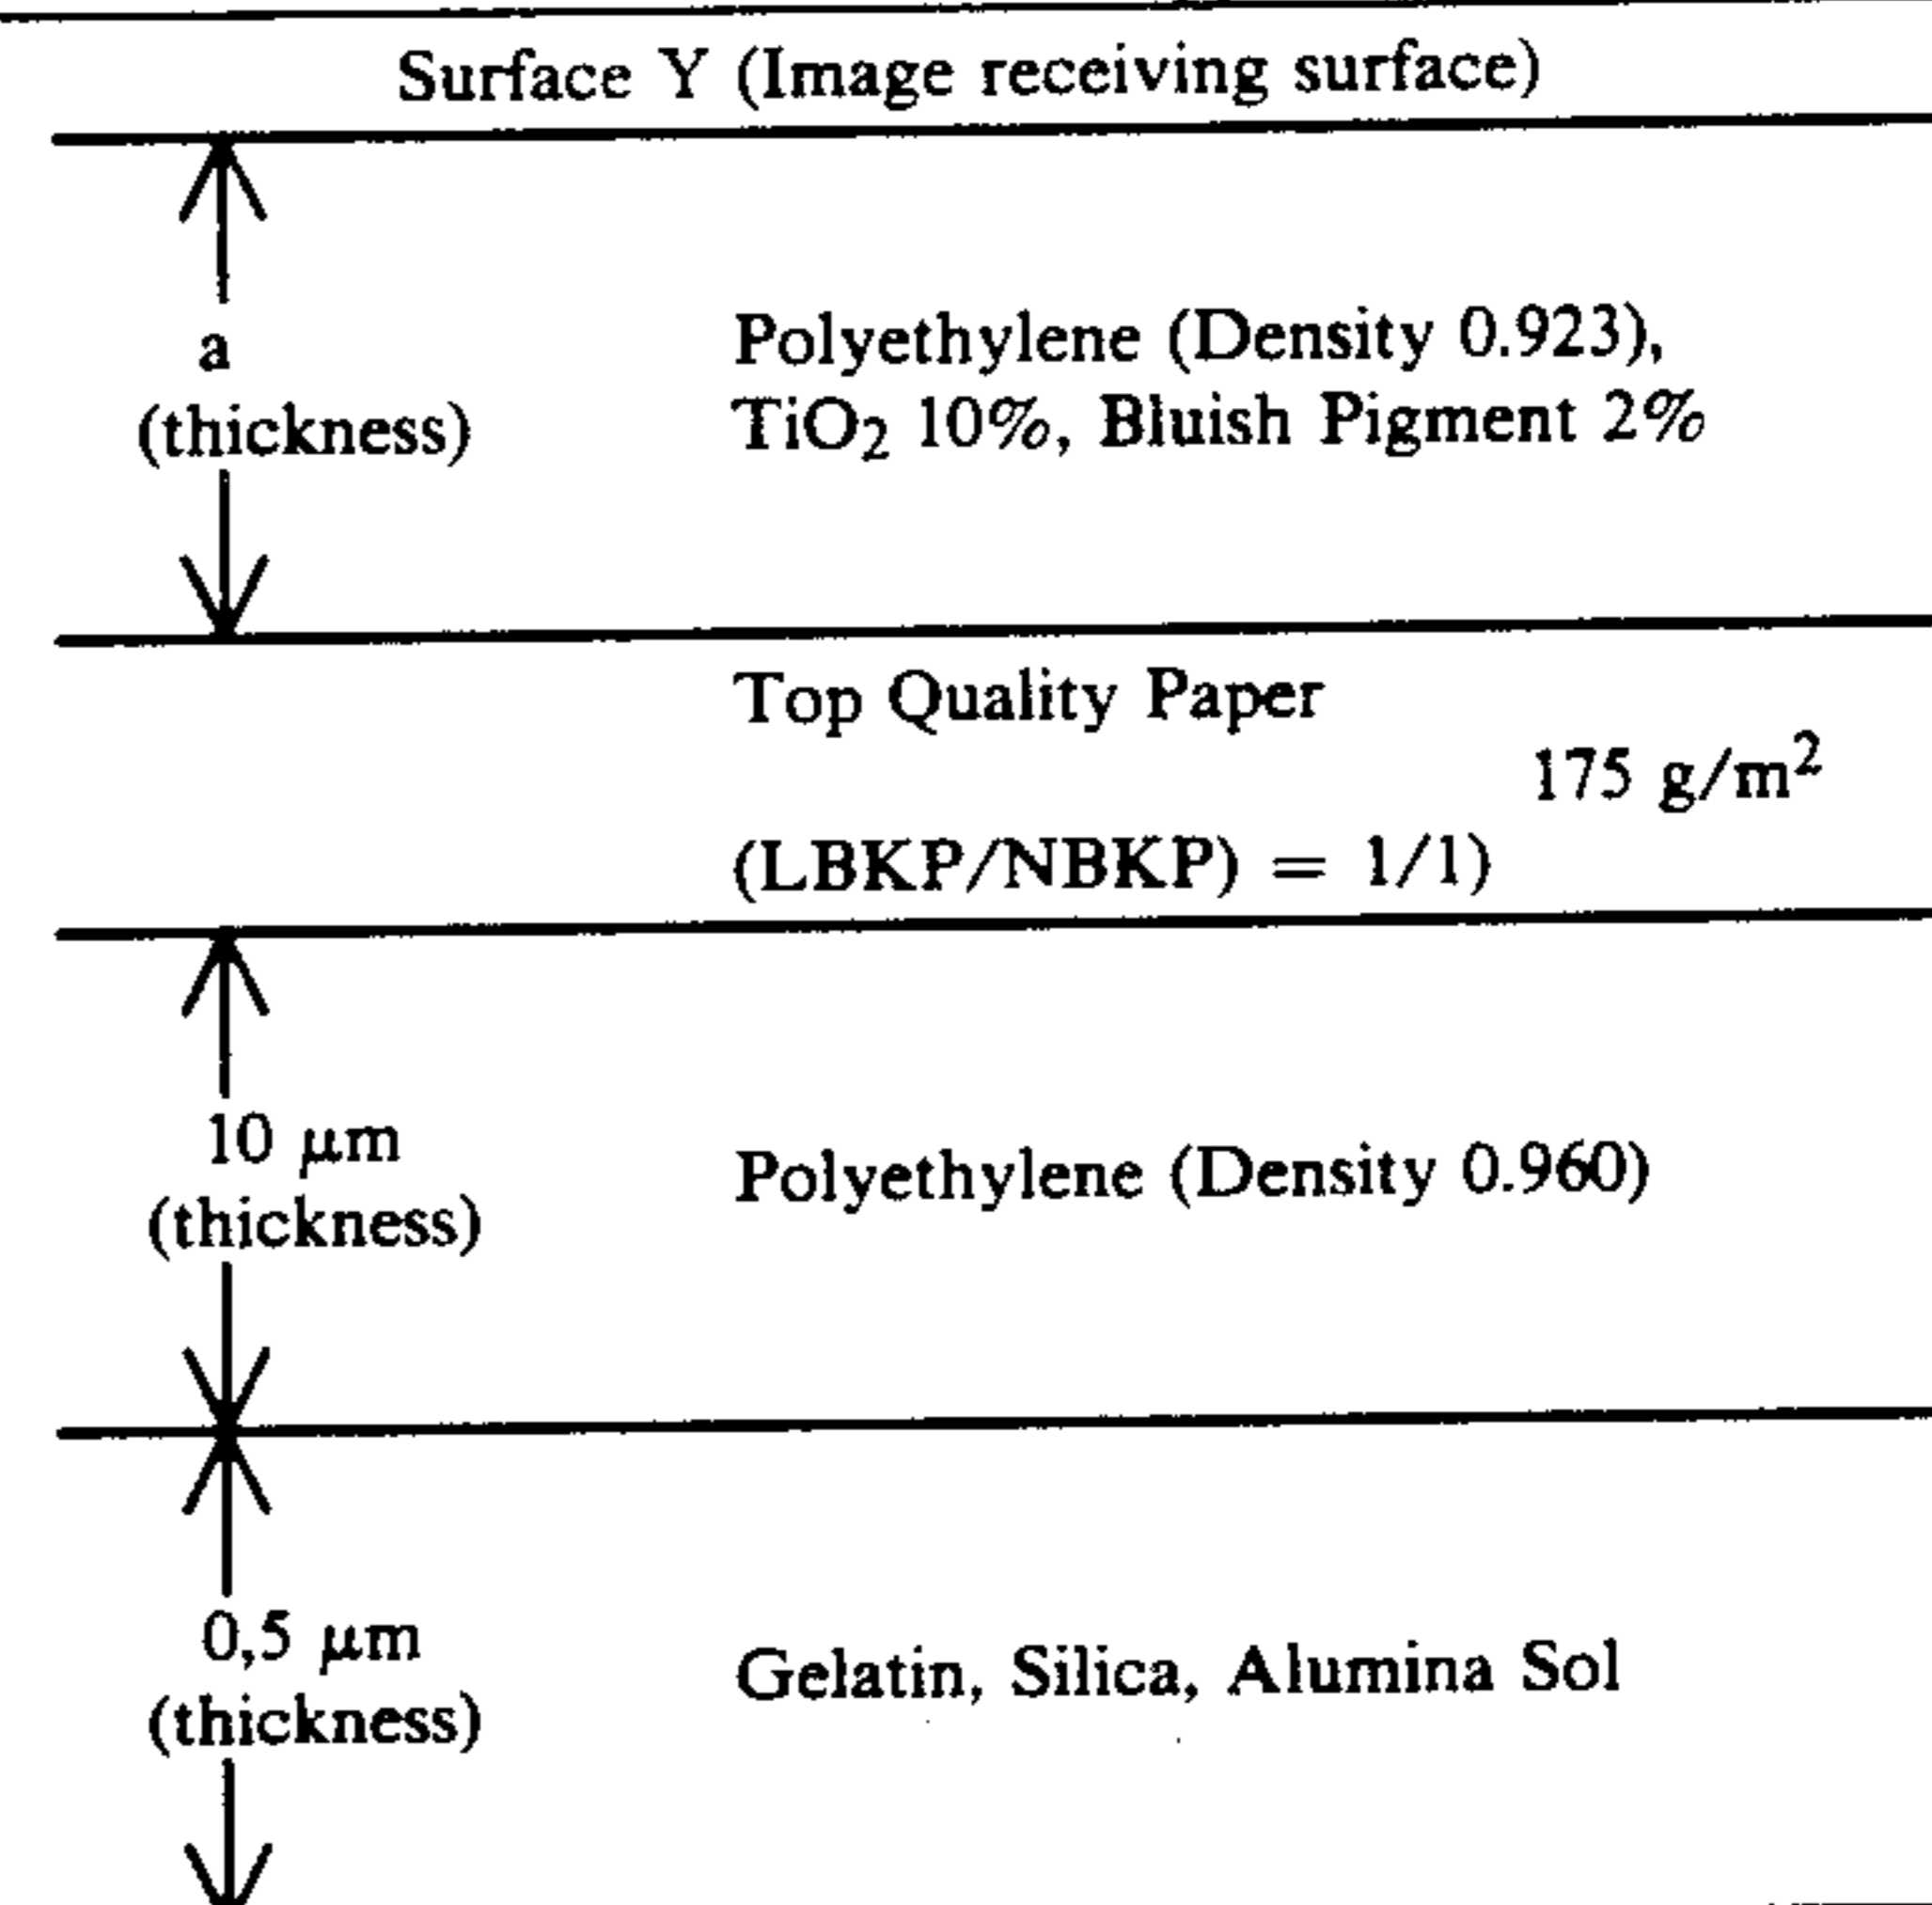 Surface Y (Image receiving surface)
a
(thickness)
Polyethylene (Density 0.923),
TiO2 10%, Bluish Pigment 2%
Top Quality Paper
175 g/m2
(LBKP/NBKP) = 1/1)
10 μm
(thickness)
Polyethylene (Density 0.960)
0,5 μm
(thickness)
Gelatin, Silica, Alumina Sol